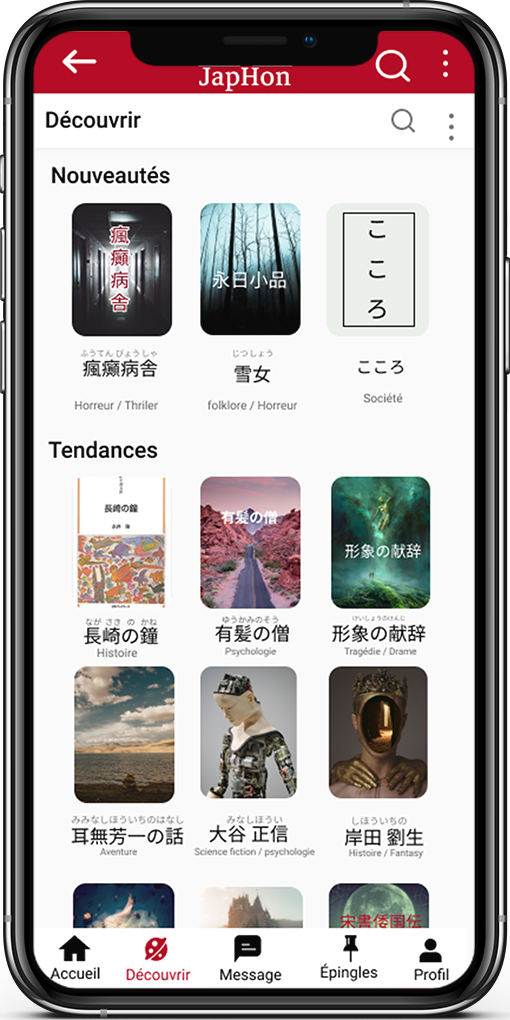 JapHon
Découvrir
Nouveautés
瘋癲病舎
永日小品
こころ
ふうてん びょうしゃ
瘋癲病舎
Horreur / Thriler
じつしょう
雪女
folklore / Horreur
こころ
Société
Tendances
長崎の鐘
有髪の僧
形象の献辞
なが さき の かね
長崎の鐘
Histoire
ゆうかみのそう
有髪の僧
Psychologie
けいしょうのけんじ
形象の献辞
Tragédie / Drame
みみなしほういちのはなし
耳無芳一の話
Aventure
みなしほうい
大谷 正信
Science fiction / psychologie
しほういちの
岸田 劉生
Histoire / Fantasy
宋書倭国伝
Accueil
Découvrir
Message
Épingles
Profil